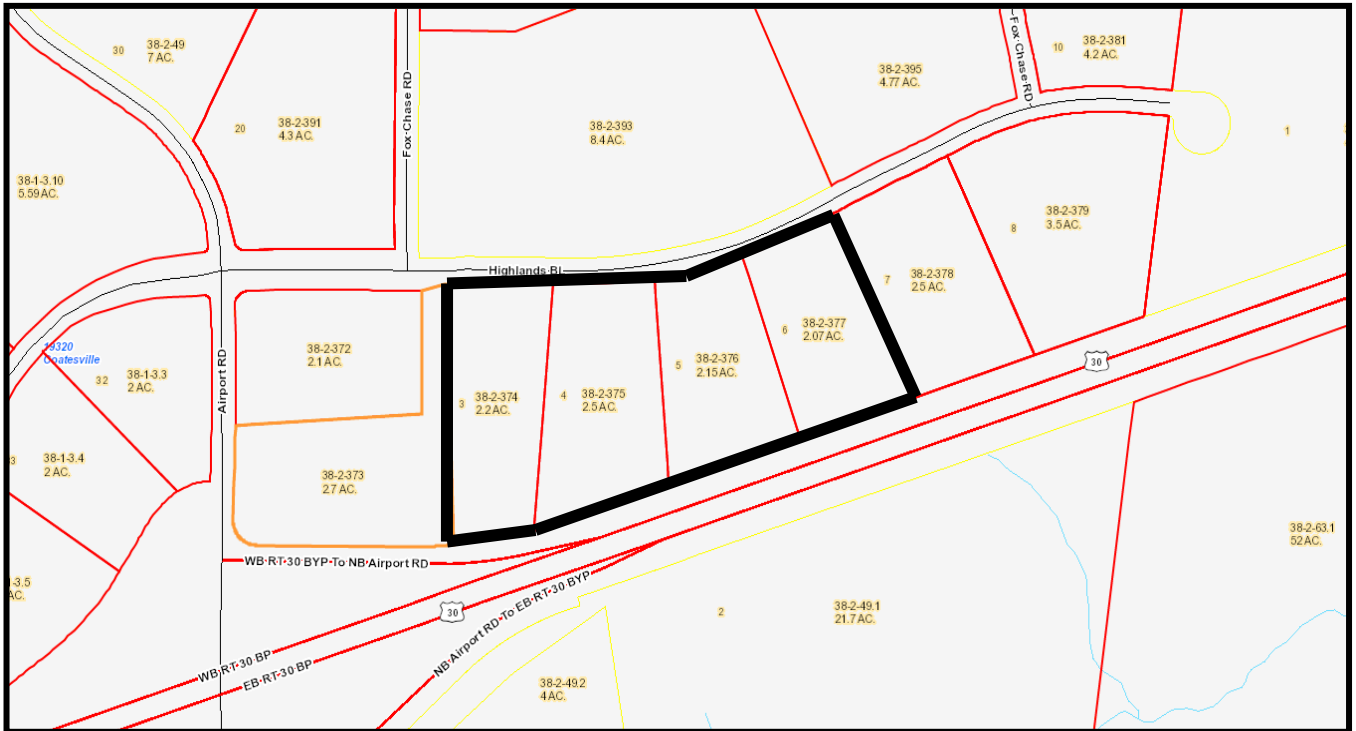 30
38-2-49
7 AC.
Fox Chase RD
20
38-2-391
4.3 AC.
38-2-393
8.4 AC.
38-2-395
4.77 AC.
Fox Chase RD
10
38-2-381
4.2 AC.
1
38-1-3.10
5.59 AC.
8
38-2-379
3.5 AC.
Highlands Bl
7
38-2-378
2.5 AC.
6
38-2-377
2.07 AC.
19320
Coatesville
38-2-372
2.1 AC.
5
38-2-376
2.15 AC.
30
32
38-1-3.3
2 AC.
Airport RD
3
38-2-374
2.2 AC.
4
38-2-375
2.5 AC.
3
38-1-3.4
2 AC.
38-2-373
2.7 AC.
38-2-63.1
52 AC.
WB RT 30 BYP To NB Airport RD
-3.5
AC.
30
NB Airport RD To EB RT 30 BYP
2
38-2-49.1
21.7 AC.
WB RT 30 BP
EB RT 30 BP
38-2-49.2
4 AC.